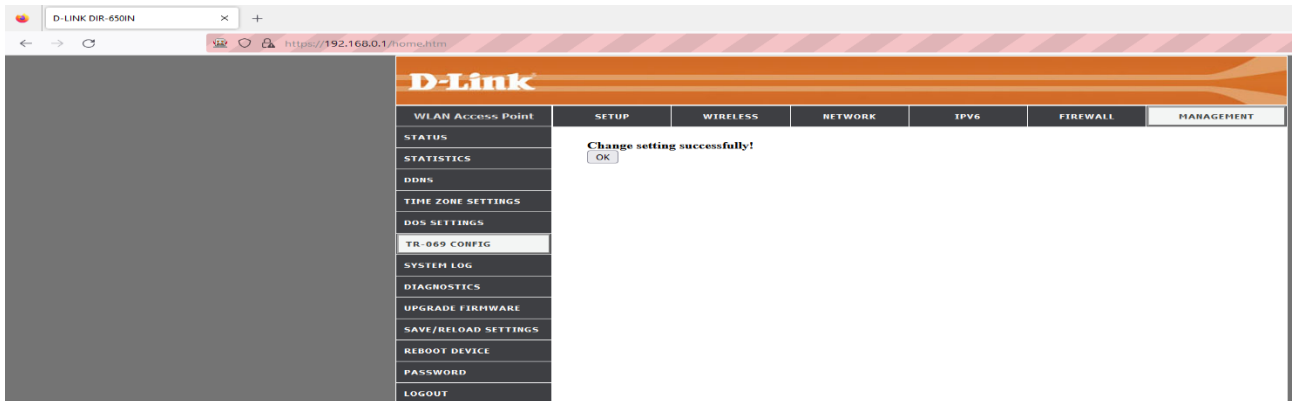 D-LINK DIR-650IN
https://192.168.0.1/home.htm
D-Link
WLAN Access Point
SETUP
WIRELESS
NETWORK
IPV6
FIREWALL
MANAGEMENT
STATUS
STATISTICS
DDNS
TIME ZONE SETTINGS
DOS SETTINGS
TR-069 CONFIG
SYSTEM LOG
DIAGNOSTICS
UPGRADE FIRMWARE
SAVE/RELOAD SETTINGS
REBOOT DEVICE
PASSWORD
LOGOUT
Change setting successfully!
OK